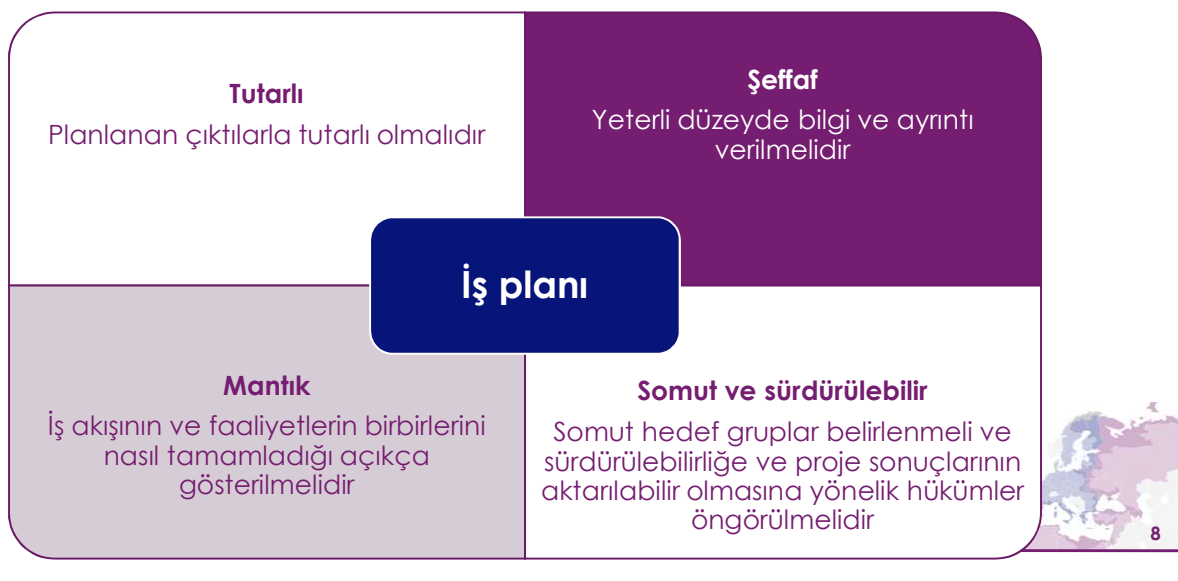 Tutarlı
Planlanan çıktılarla tutarlı olmalıdır
Şeffaf
Yeterli düzeyde bilgi ve ayrıntı
verilmelidir
İş planı
Mantık
İş akışının ve faaliyetlerin birbirlerini
nasıl tamamladığı açıkça
gösterilmelidir
Somut ve sürdürülebilir
Somut hedef gruplar belirlenmeli ve
sürdürülebilirliğe ve proje sonuçlarının
aktarılabilir olmasına yönelik hükümler
öngörülmelidir
8